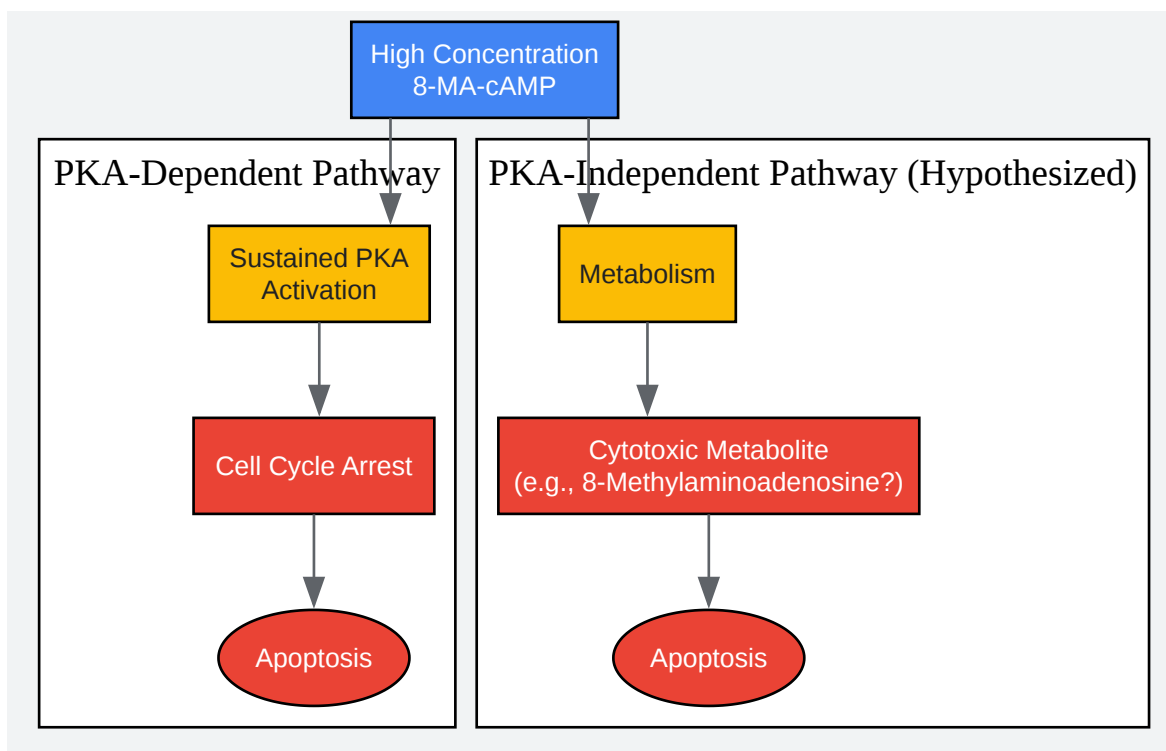 High Concentration
8-MA-cAMP
PKA-Dependent Pathway
Sustained PKA
Activation
Cell Cycle Arrest
Apoptosis
PKA-Independent Pathway (Hypothesized)
Metabolism
Cytotoxic Metabolite
(e.g., 8-Methylaminoadenosine?)
Apoptosis